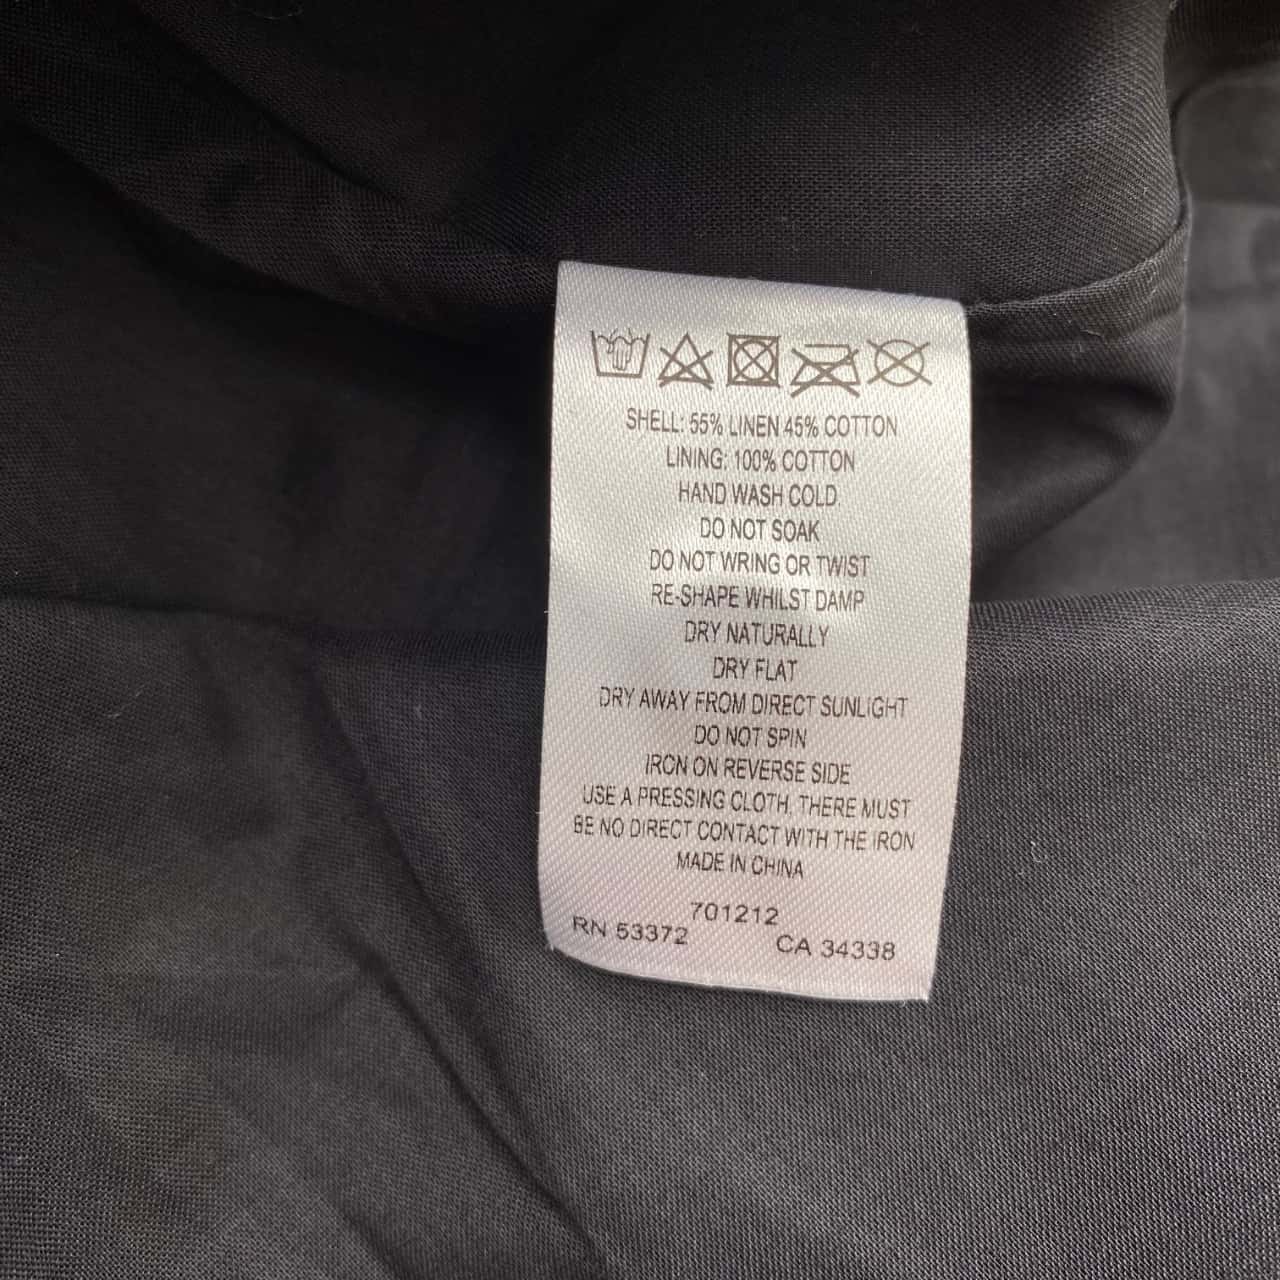 SHELL: 55% LINEN 45% COTTON
LINING: 100% COTTON
HAND WASH COLD
DO NOT SOAK
DO NOT WRING OR TWIST
RE-SHAPE WHILST DAMP
DRY NATURALLY
DRY FLAT
DRY AWAY FROM DIRECT SUNLIGHT
DO NOT SPIN
IRON ON REVERSE SIDE
USE A PRESSING CLOTH, THERE MUST
BE NO DIRECT CONTACT WITH THE IRON
MADE IN CHINA
701212
RN 53372 CA 34338